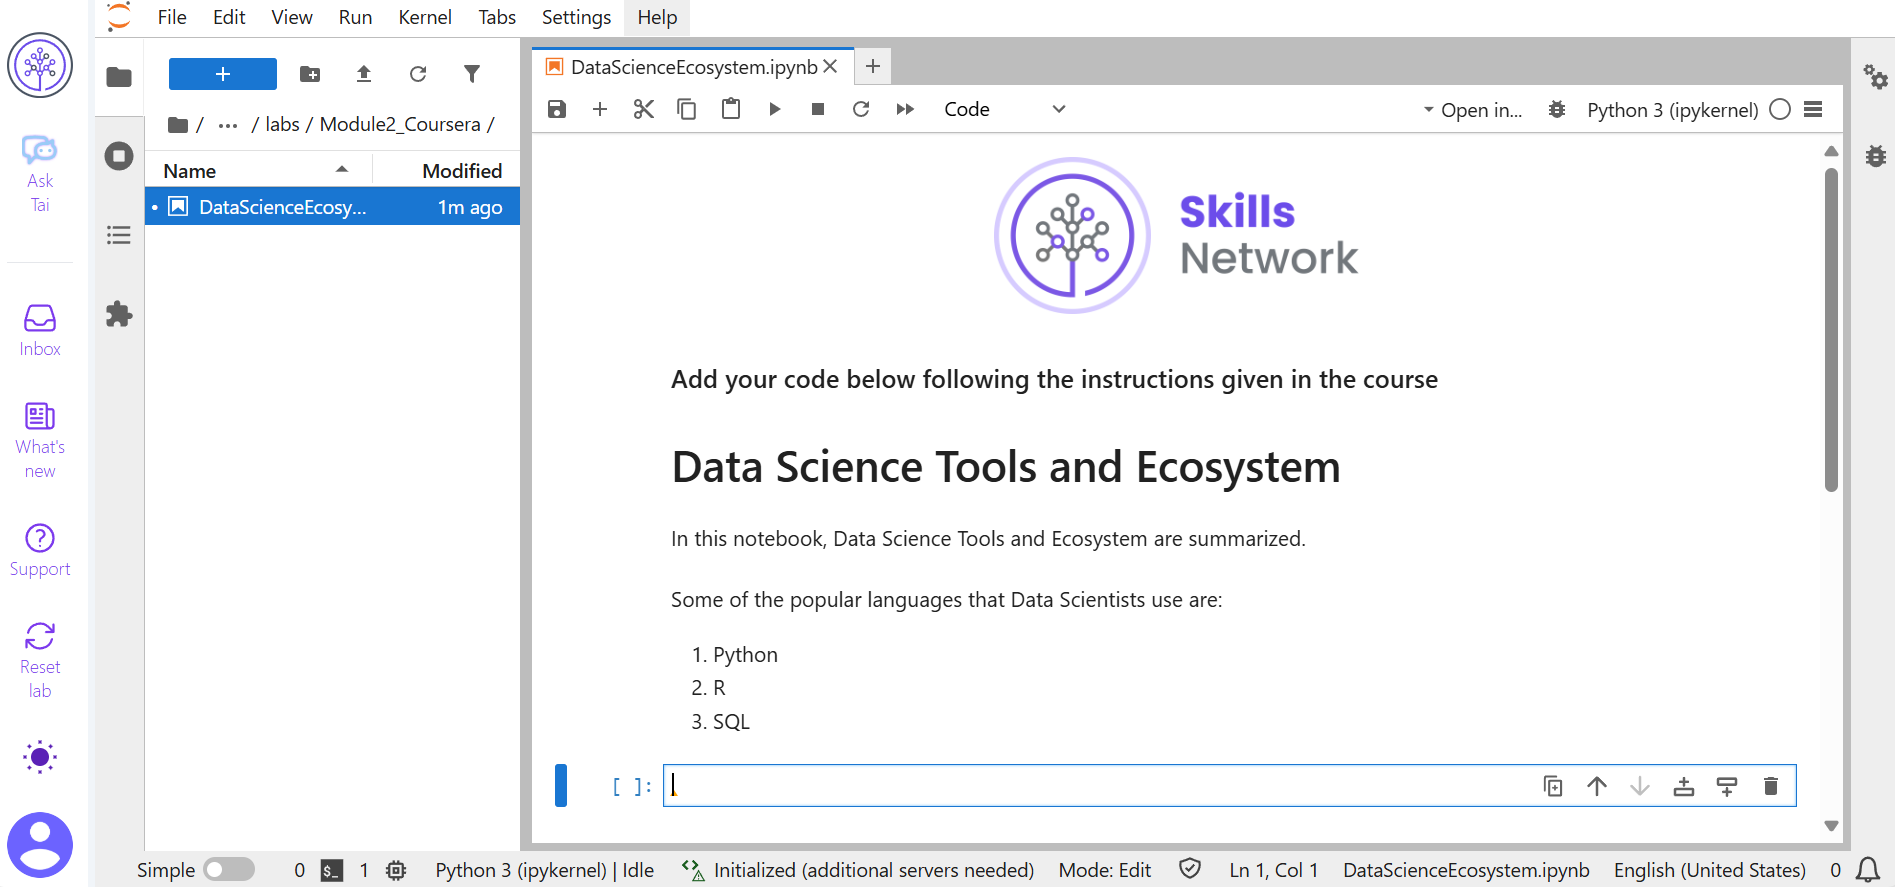 File Edit View Run Kernel Tabs Settings Help
Ask
Tai
Inbox
What's
new
Support
Reset
lab
+
/ ··· / labs / Module2_Coursera /
Name Modified
• DataScienceEcosy... 1m ago
DataScienceEcosystem.ipynb × +
Code Open in... Python 3 (ipykernel)
Skills
Network
Add your code below following the instructions given in the course
Data Science Tools and Ecosystem
In this notebook, Data Science Tools and Ecosystem are summarized.
Some of the popular languages that Data Scientists use are:
1. Python
2. R
3. SQL
[ ]:
Simple 0 $_ 1 Python 3 (ipykernel) | Idle Initialized (additional servers needed) Mode: Edit Ln 1, Col 1 DataScienceEcosystem.ipynb English (United States) 0